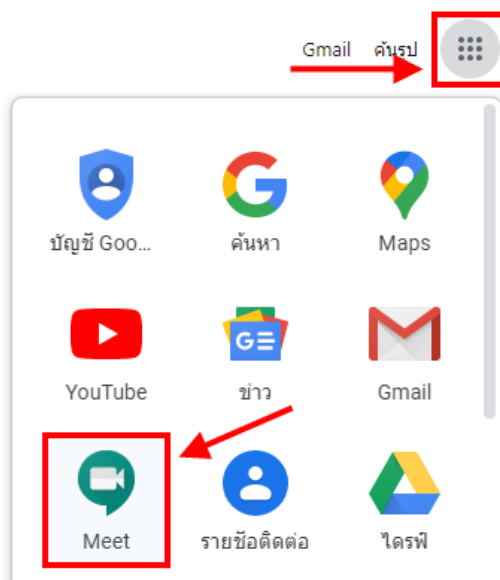 Gmail ค้นรูป
บัญชี Goo... ค้นหา Maps
GE
YouTube ข่าว Gmail
Meet รายชื่อติดต่อ ไดรฟ์